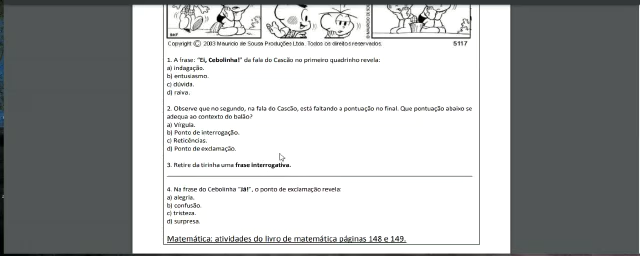 Copyright © 2003 Mauricio de Sousa Produções Ltda. Todos os direitos reservados. 5117
1. A frase: "Ei, Cebolinha!" da fala do Cascão no primeiro quadrinho revela:
a) indagação.
b) entusiasmo.
c) dúvida.
d) raiva.
2. Observe que no segundo, na fala do Cascão, está faltando a pontuação no final. Que pontuação abaixo se
adequa ao contexto do balão?
a) Vírgula.
b) Ponto de interrogação.
c) Reticências.
d) Ponto de exclamação.
3. Retire da tirinha uma frase interrogativa.
4. Na frase do Cebolinha "Já!", o ponto de exclamação revela:
a) alegria.
b) confusão.
c) tristeza.
d) surpresa.
Matemática: atividades do livro de matemática páginas 148 e 149.